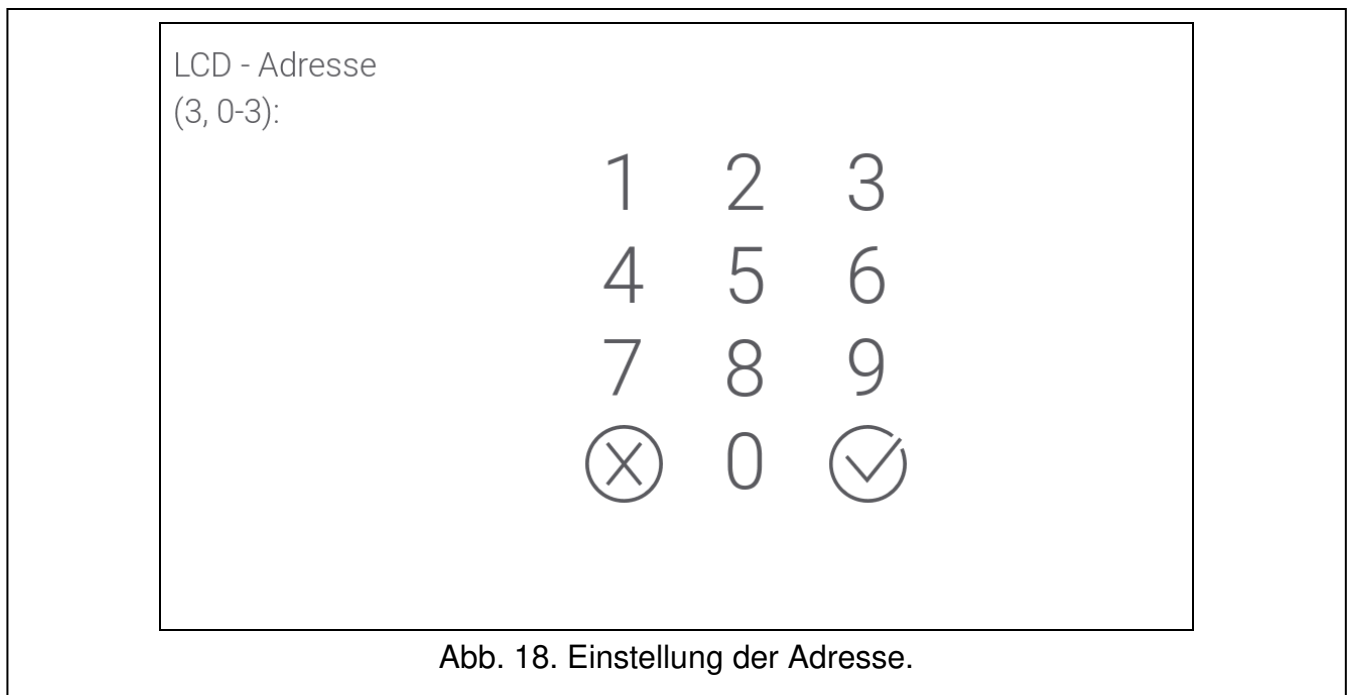 LCD - Adresse
(3, 0-3):
1 2 3
4 5 6
7 8 9
0
Abb. 18. Einstellung der Adresse.